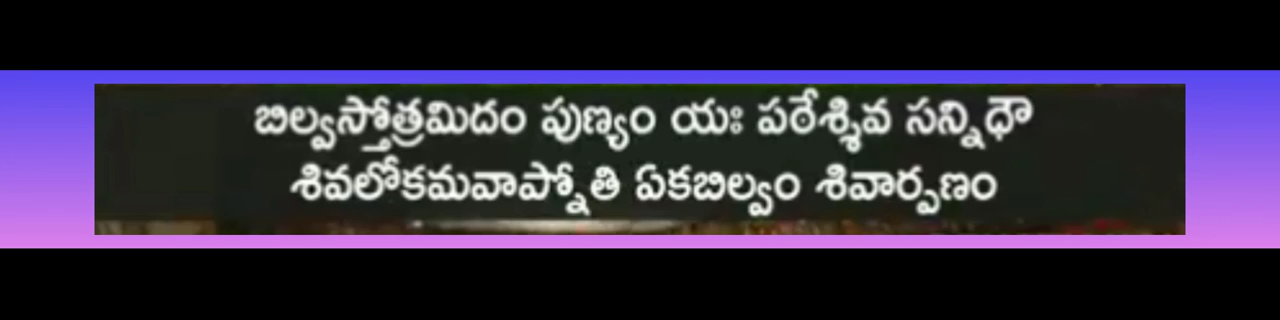 బిల్వస్తోత్రమిదం పుణ్యం యః పఠేశ్శివ సన్నిధౌ
శివలోకమవాప్నోతి ఏకబిల్వం శివార్పణం